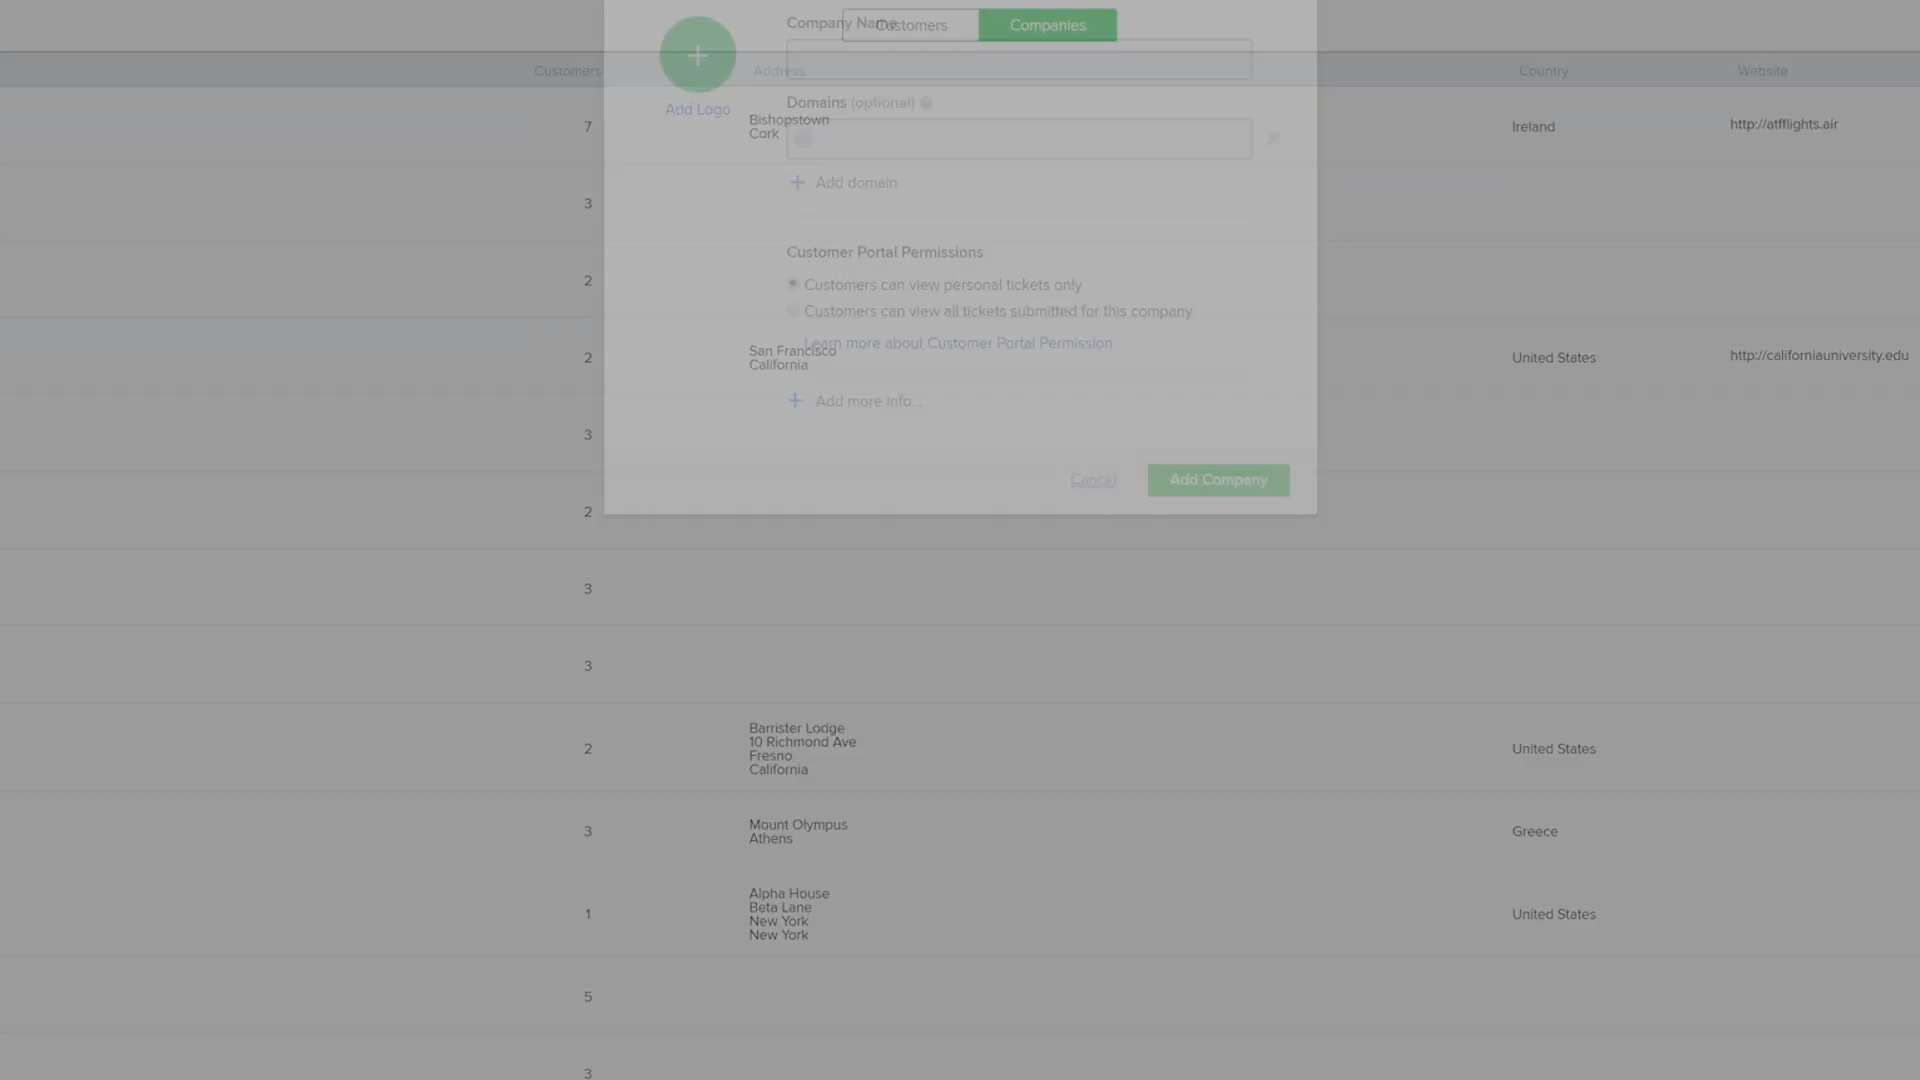 Company Name
Customers
Companies
Customers
Address
Country
Website
Add Logo
Domains (optional)
7
Bishopstown
Cork
Ireland
http://atfflights.air
Add domain
3
Customer Portal Permissions
2
Customers can view personal tickets only
Customers can view all tickets submitted for this company
Learn more about Customer Portal Permission
2
San Francisco
California
United States
http://californiauniversity.edu
Add more info...
3
Cancel
Add Company
2
3
3
2
Barrister Lodge
10 Richmond Ave
Fresno
California
United States
3
Mount Olympus
Athens
Greece
1
Alpha House
Beta Lane
New York
New York
United States
5
3